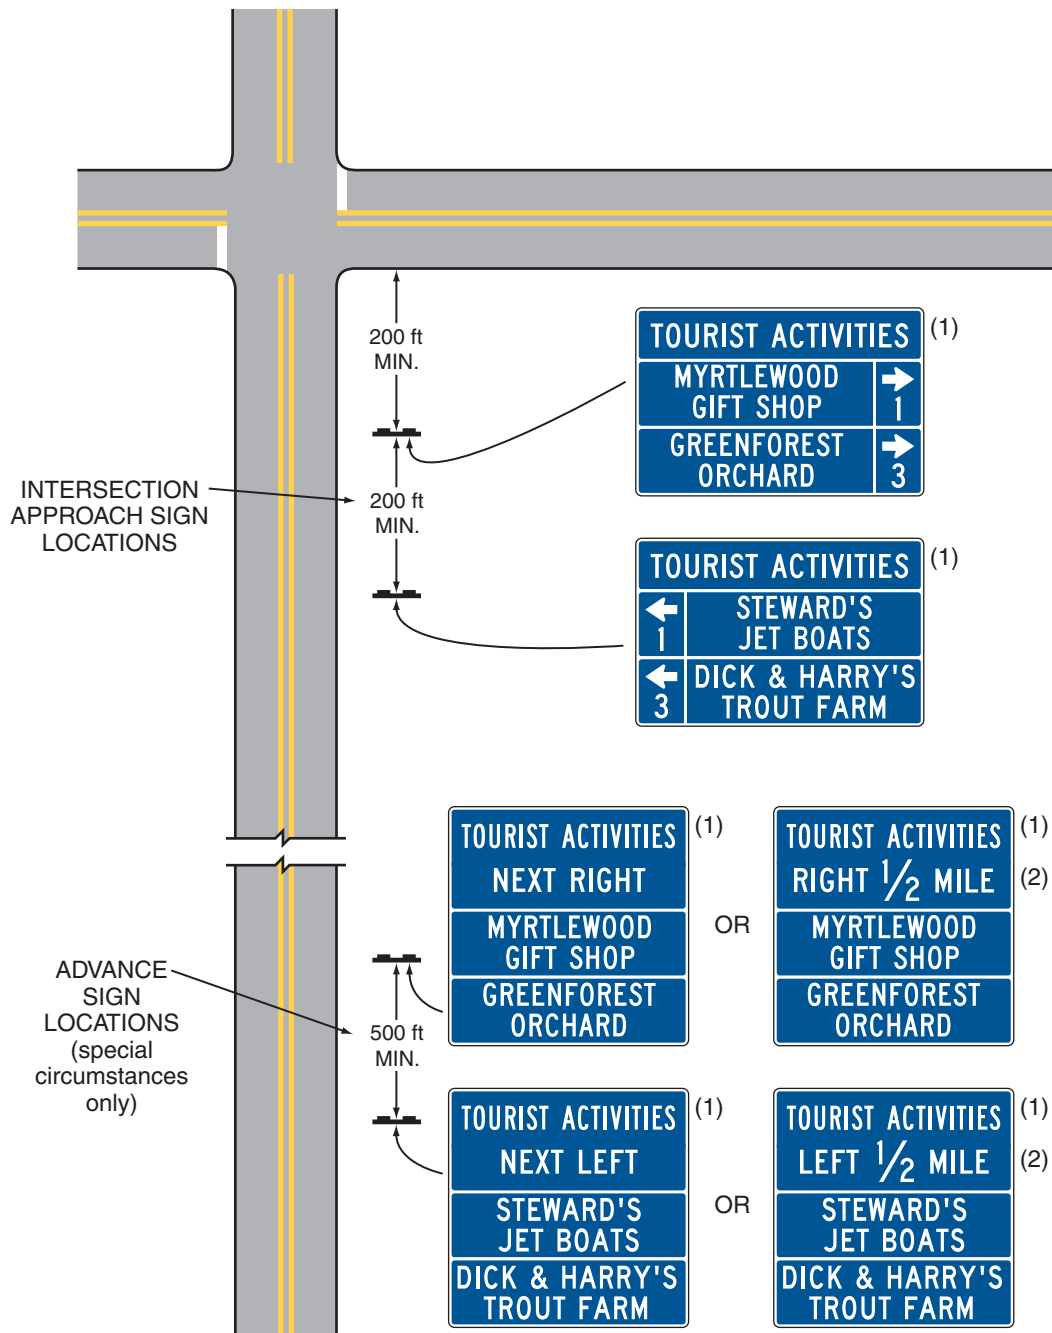 200 ft
MIN.
TOURIST ACTIVITIES (1)
MYRTLEWOOD
GIFT SHOP
1
GREENFOREST
ORCHARD
3
INTERSECTION
APPROACH SIGN
LOCATIONS
200 ft
MIN.
TOURIST ACTIVITIES (1)
1
STEWARD'S
JET BOATS
3
DICK & HARRY'S
TROUT FARM
TOURIST ACTIVITIES (1)
NEXT RIGHT
MYRTLEWOOD
GIFT SHOP
GREENFOREST
ORCHARD
OR
TOURIST ACTIVITIES (1)
RIGHT 1/2 MILE (2)
MYRTLEWOOD
GIFT SHOP
GREENFOREST
ORCHARD
ADVANCE
SIGN
LOCATIONS
(special
circumstances
only)
500 ft
MIN.
TOURIST ACTIVITIES (1)
NEXT LEFT
STEWARD'S
JET BOATS
DICK & HARRY'S
TROUT FARM
OR
TOURIST ACTIVITIES (1)
LEFT 1/2 MILE (2)
STEWARD'S
JET BOATS
DICK & HARRY'S
TROUT FARM